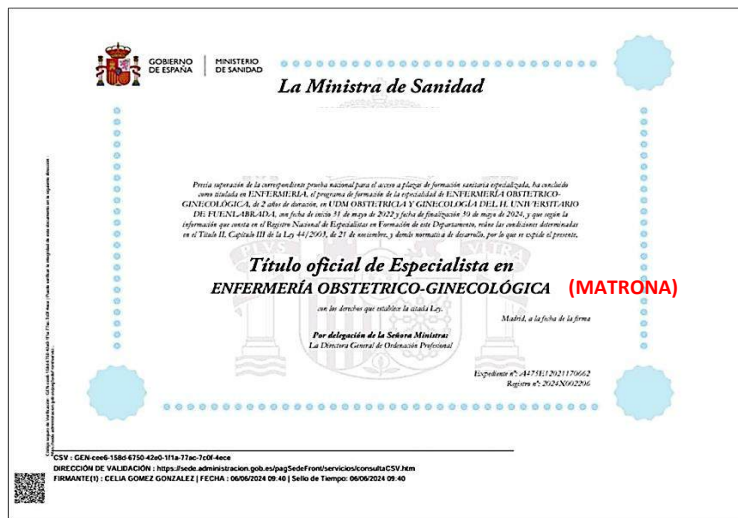 GOBIERNO
DE ESPAÑA
MINISTERIO
DE SANIDAD
La Ministra de Sanidad
Previa superación de la correspondiente prueba nacional para el acceso a plazas de formación sanitaria especializada, ha concluido
como titulada en ENFERMERÍA, el programa de formación de la especialidad de ENFERMERÍA OBSTETRICO-
GINECOLÓGICA, de 2 años de duración, en UDM OBSTETRICIA Y GINECOLOGÍA DEL H. UNIVERSITARIO
DE FUENLABRADA, con fecha de inicio 31 de mayo de 2022 y fecha de finalización 30 de mayo de 2024, y que según la
información que consta en el Registro Nacional de Especialistas en Formación de este Departamento, reúne las condiciones determinadas
en el Título II, Capítulo III de la Ley 44/2003, de 21 de noviembre, y demás normativa de desarrollo, por lo que se expide el presente,
PLVS VLTRA
Título oficial de Especialista en
ENFERMERÍA OBSTETRICO-GINECOLÓGICA (MATRONA)
con los derechos que establece la citada Ley.
Madrid, a la fecha de la firma
Por delegación de la Señora Ministra:
La Directora General de Ordenación Profesional
Expediente nº: A475E12021170662
Registro nº: 2024X002206
CSV : GEN-cee6-158d-6750-42e0-1f1a-77ac-7c0f-4ece
DIRECCIÓN DE VALIDACIÓN : https://sede.administracion.gob.es/pagSedeFront/servicios/consultaCSV.htm
FIRMANTE(1) : CELIA GOMEZ GONZALEZ | FECHA : 06/06/2024 09:40 | Sello de Tiempo: 06/06/2024 09:40